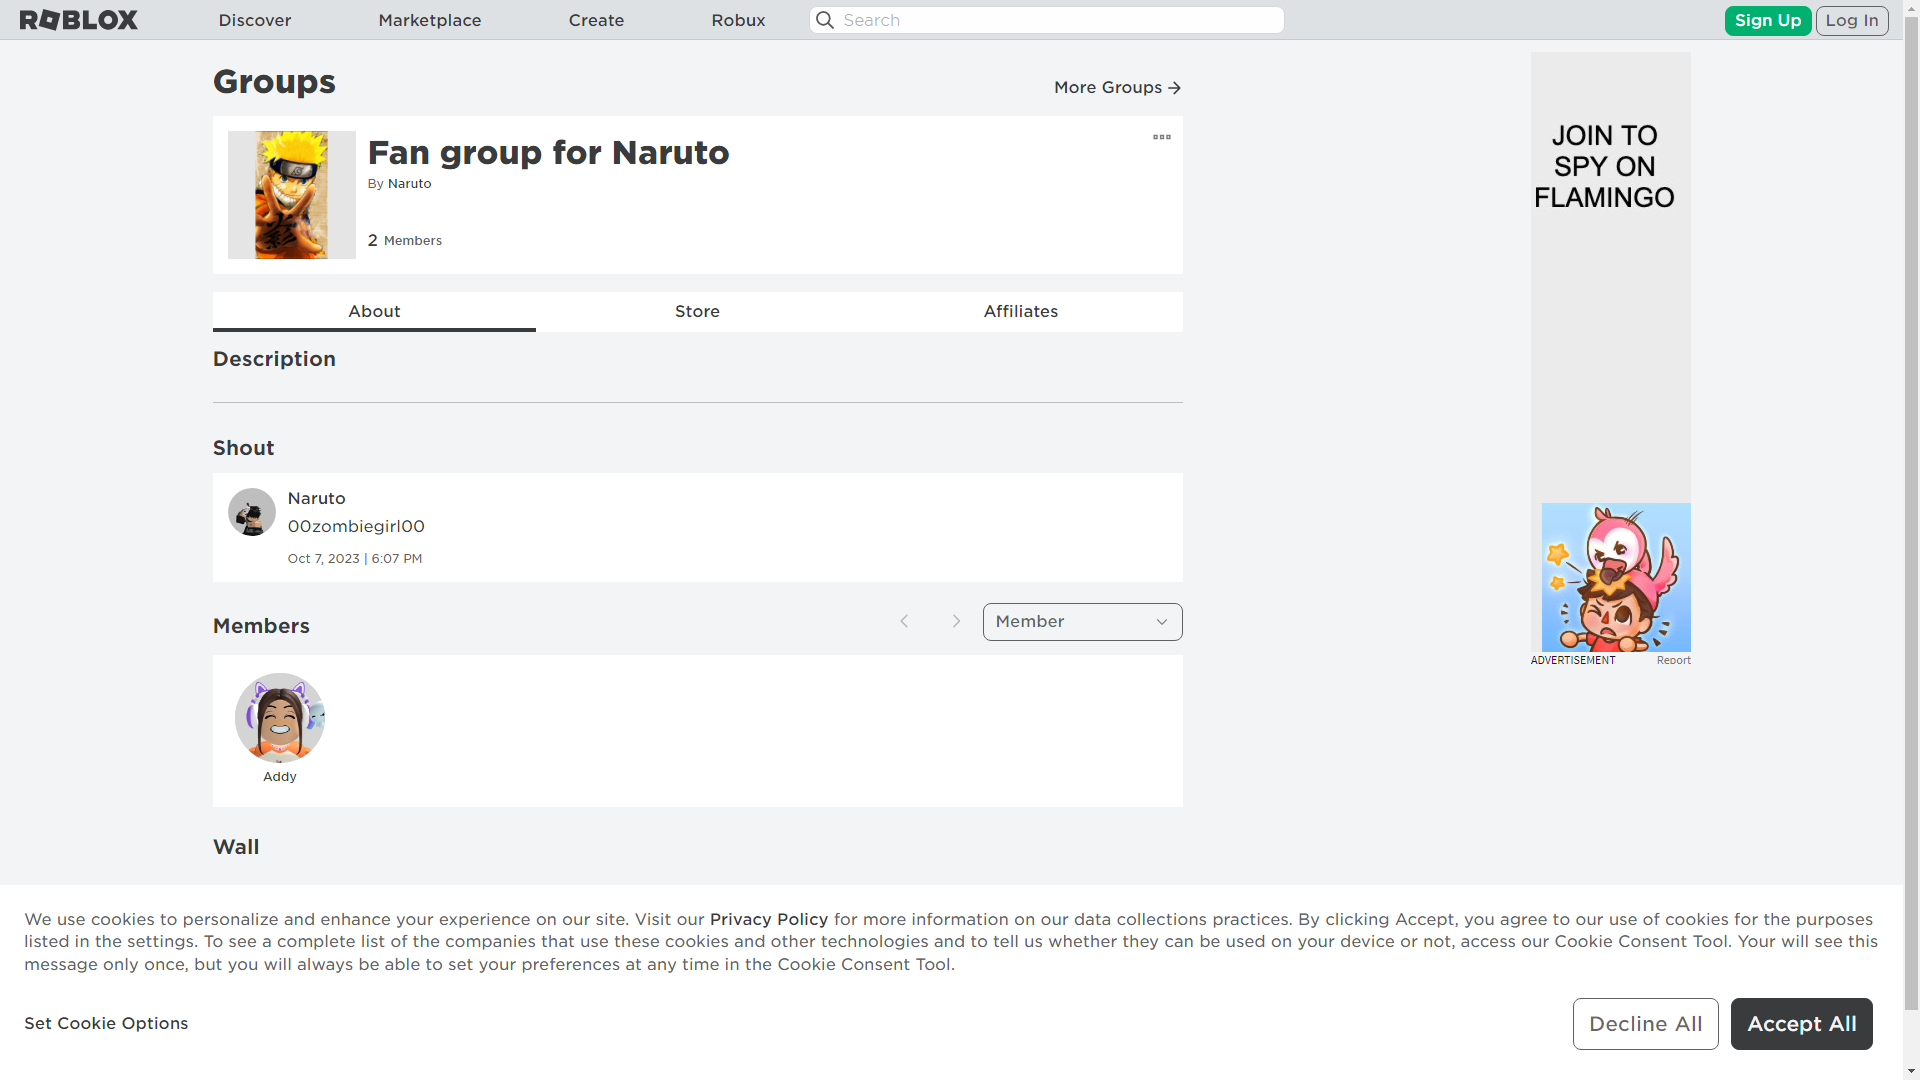 ROBLOX
Discover
Marketplace
Create
Robux
Search
Sign Up
Log In
Groups
More Groups
Fan group for Naruto
By Naruto
2 Members
About
Store
Affiliates
Description
Shout
Naruto
00zombiegirl00
Oct 7, 2023 | 6:07 PM
Members
Member
Addy
Wall
JOIN TO
SPY ON
FLAMINGO
ADVERTISEMENT
Report
We use cookies to personalize and enhance your experience on our site. Visit our Privacy Policy for more information on our data collections practices. By clicking Accept, you agree to our use of cookies for the purposes
listed in the settings. To see a complete list of the companies that use these cookies and other technologies and to tell us whether they can be used on your device or not, access our Cookie Consent Tool. Your will see this
message only once, but you will always be able to set your preferences at any time in the Cookie Consent Tool.
Set Cookie Options
Decline All
Accept All